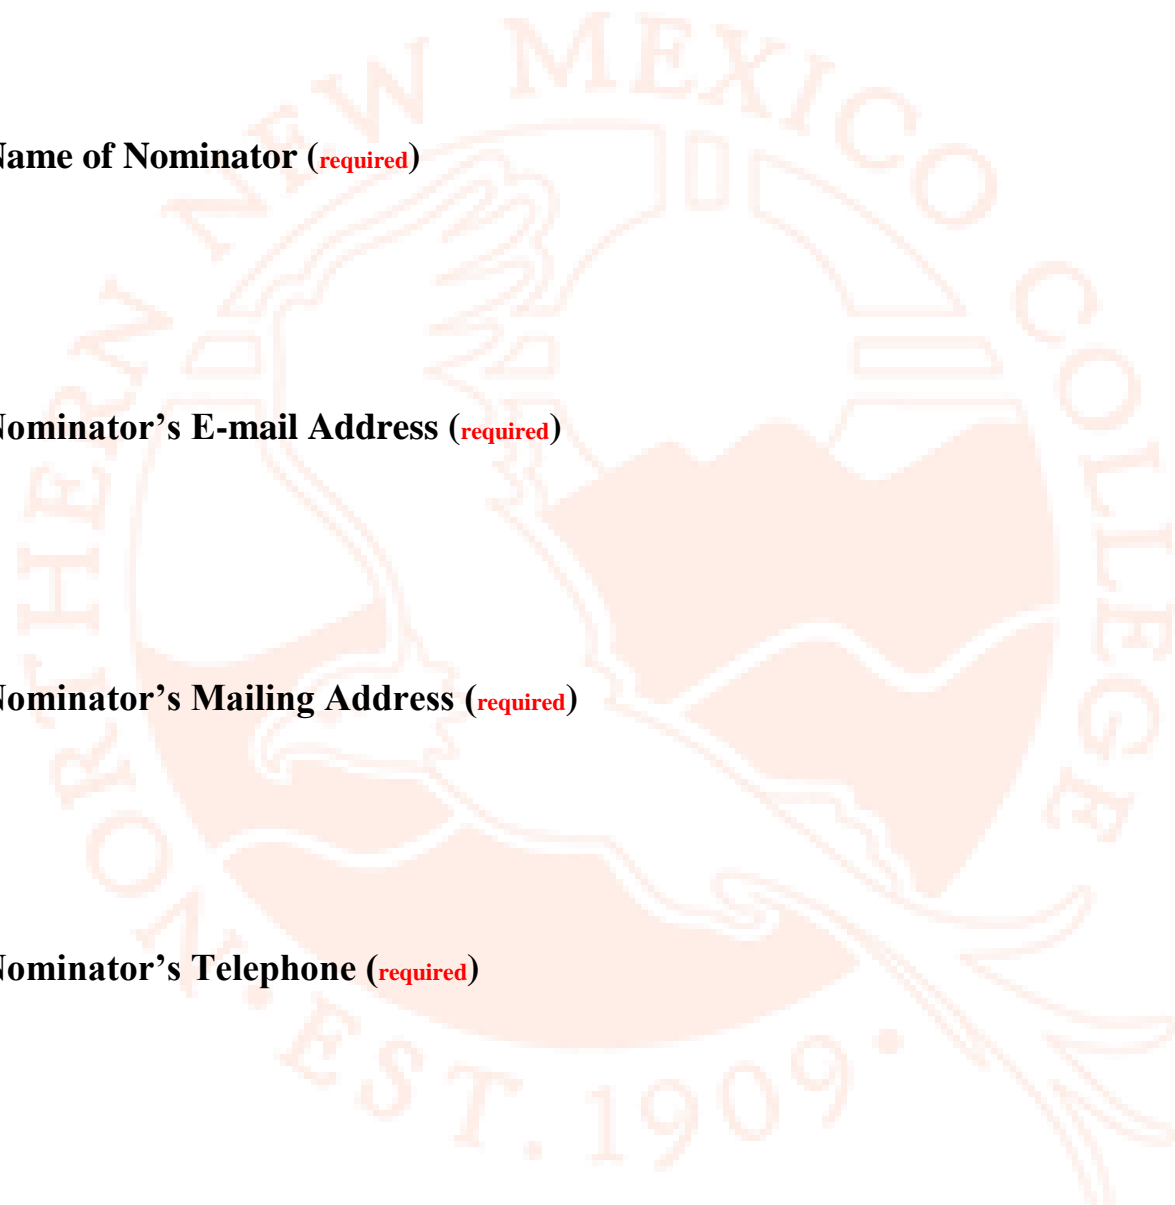 NORTHERN NEW MEXICO COLLEGE
Name of Nominator (required)
Nominator’s E-mail Address (required)
Nominator’s Mailing Address (required)
Nominator’s Telephone (required)
• EST. 1909 •